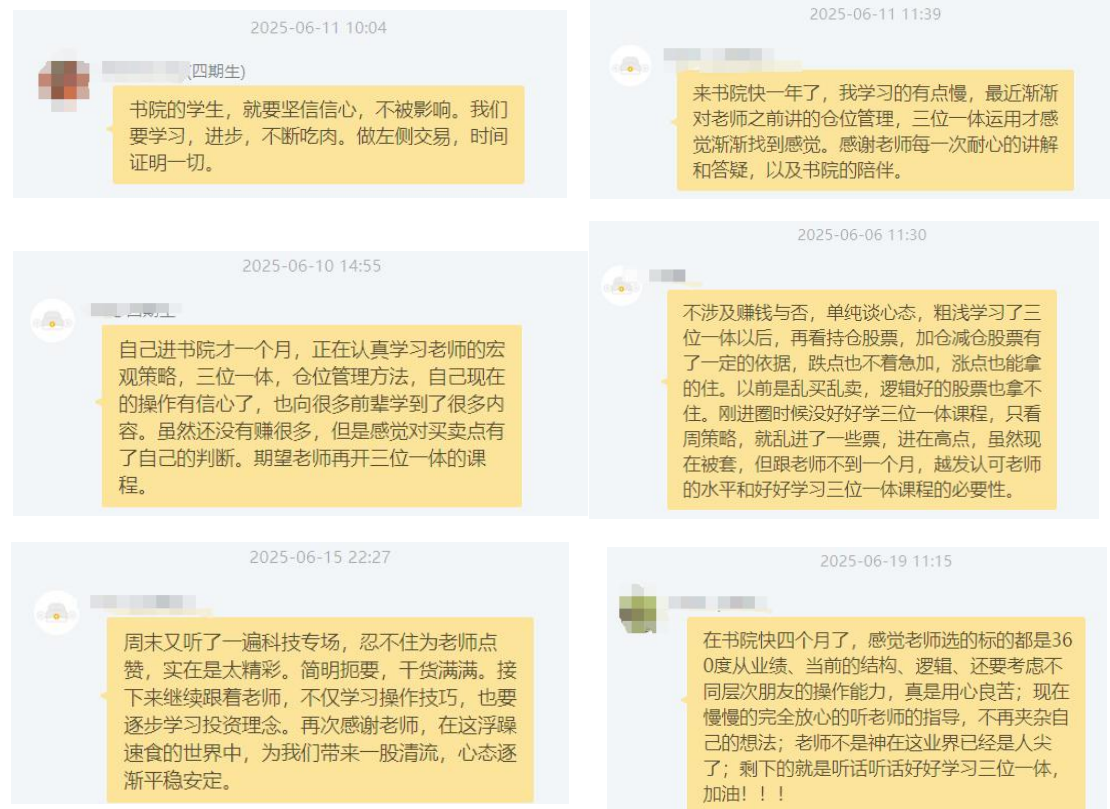 2025-06-11 10:04
(四期生)
书院的学生，就要坚信信心，不被影响。我们
要学习，进步，不断吃肉。做左侧交易，时间
证明一切。
2025-06-11 11:39
来书院快一年了，我学习的有点慢，最近渐渐
对老师之前讲的仓位管理，三位一体运用才感
觉渐渐找到感觉。感谢老师每一次耐心的讲解
和答疑，以及书院的陪伴。
2025-06-10 14:55
自己进书院才一个月，正在认真学习老师的宏
观策略，三位一体，仓位管理方法，自己现在
的操作有信心了，也向很多前辈学到了很多内
容。虽然还没有赚很多，但是感觉对买卖点有
了自己的判断。期望老师再开三位一体的课
程。
2025-06-06 11:30
不涉及赚钱与否，单纯谈心态，粗浅学习了三
位一体以后，再看持仓股票，加仓减仓股票有
了一定的依据，跌点也不着急加，涨点也能拿
的住。以前是乱买乱卖，逻辑好的股票也拿不
住。刚进圈时候没好好学三位一体课程，只看
周策略，就乱进了一些票，进在高点，虽然现
在被套，但跟老师不到一个月，越发认可老师
的水平和好好学习三位一体课程的必要性。
2025-06-15 22:27
周末又听了一遍科技专场，忍不住为老师点
赞，实在是太精彩。简明扼要，干货满满。接
下来继续跟着老师，不仅学习操作技巧，也要
逐步学习投资理念。再次感谢老师，在这浮躁
速食的世界中，为我们带来一股清流，心态逐
渐平稳安定。
2025-06-19 11:15
在书院快四个月了，感觉老师选的标的都是36
0度从业绩、当前的结构、逻辑、还要考虑不
同层次朋友的操作能力，真是用心良苦；现在
慢慢的完全放心的听老师的指导，不再夹杂自
己的想法；老师不是神在这业界已经是人尖
了；剩下的就是听话听话好好学习三位一体，
加油！！！